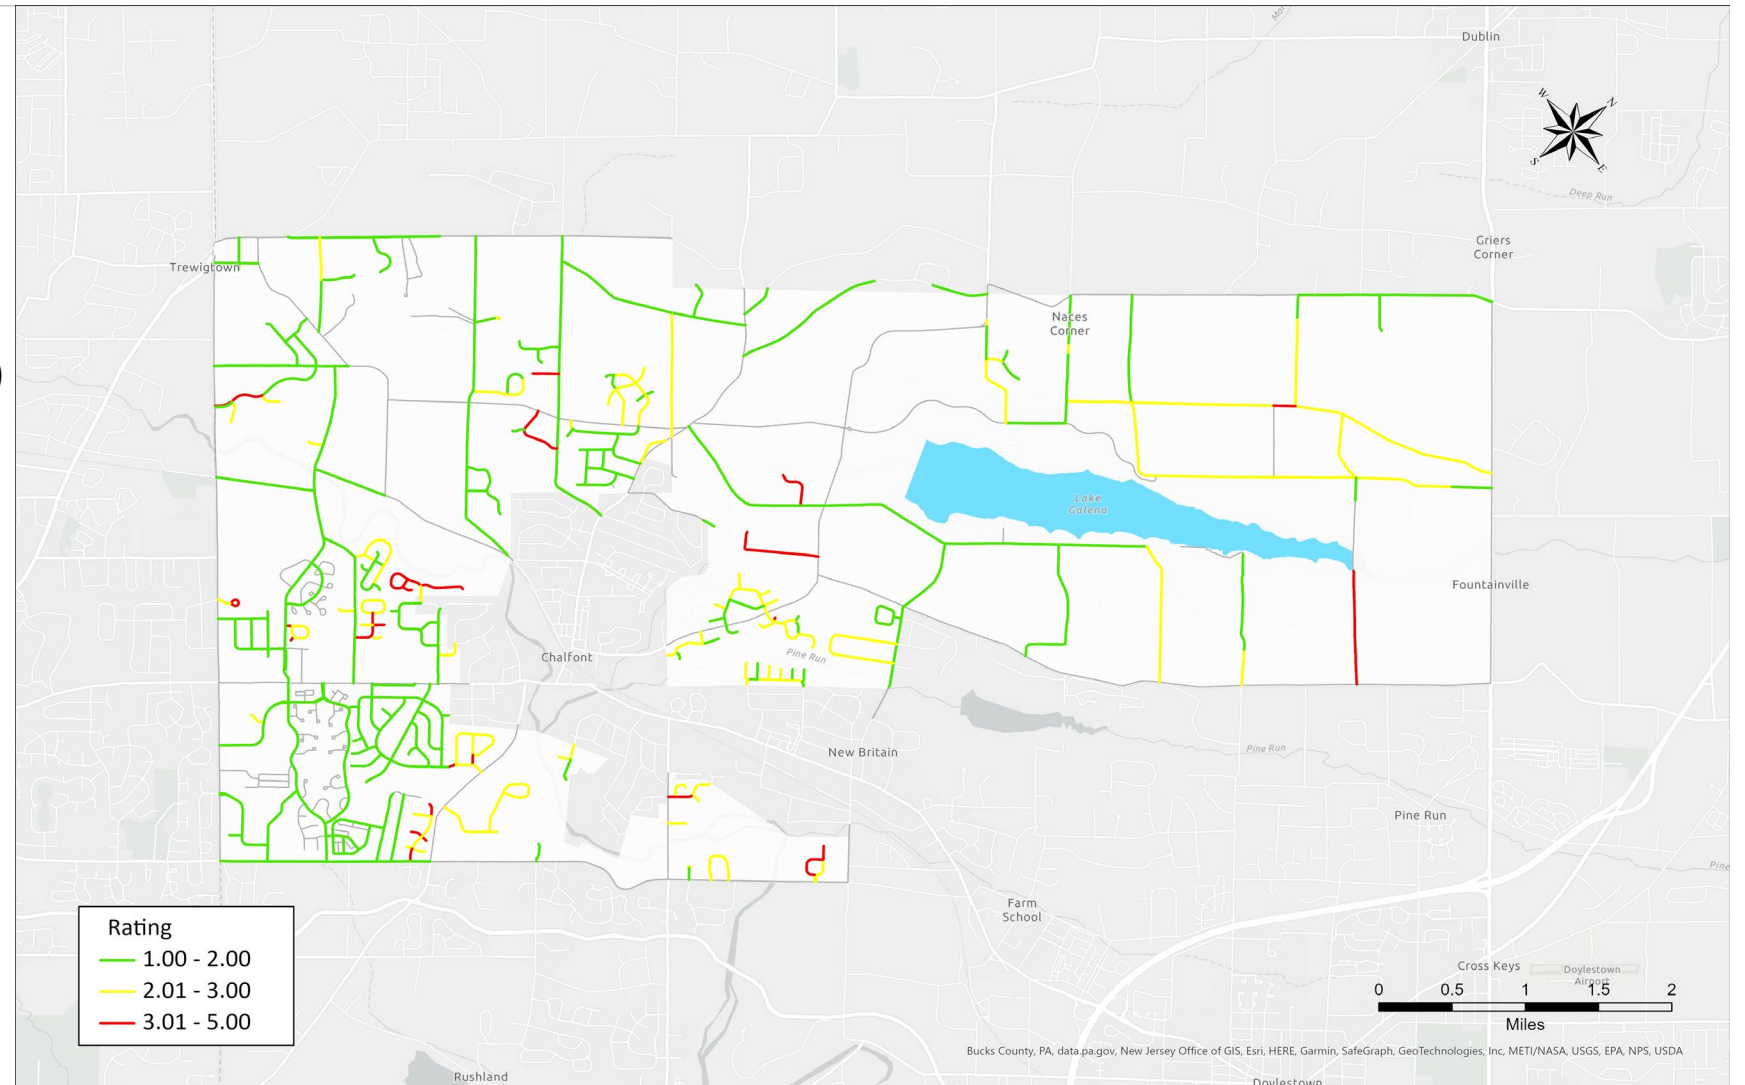 Mol
Dublin
W
N
S
E
Deep Run
Griers
Corner
Trewigtown
Naces
Corner
Lake
Galena
Fountainville
Chalfont
Pine Run
New Britain
Pine Run
Pine Run
Pine
Farm
School
Rating
1.00 - 2.00
2.01 - 3.00
3.01 - 5.00
Cross Keys
Doylestown
Airport
0 0.5 1 1.5 2
Miles
Bucks County, PA, data.pa.gov, New Jersey Office of GIS, Esri, HERE, Garmin, SafeGraph, GeoTechnologies, Inc, METI/NASA, USGS, EPA, NPS, USDA
Rushland
Doylestown
)